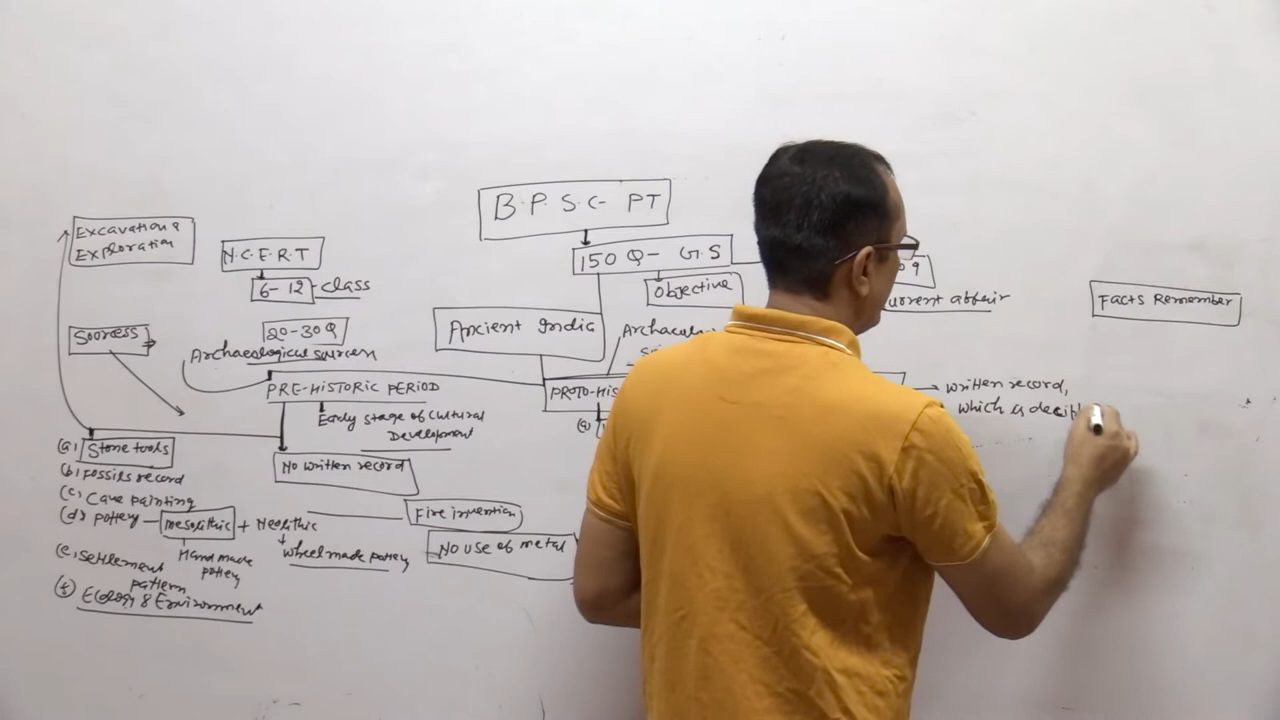 B.P.S.C- PT
150 Q- G.S
Objective
urrent abbair
Facts Remember
Excavation &
Exploration
N.C.E.R.T
6-12 - class
20-30 Q
Sources
Archaeological sources
Ancient India
PRE-HISTORIC PERIOD
Early stage of cultural
Development
PROTO-HIS
(a)
written record,
which is decip
No written record
(a) Stone tools
(b) Fossils record
(c) Cave painting
(d) pottery - mesolithic + Neolithic
Hand made
pottery
wheel made pottery
(e) Settlement
pattern
(f) Ecology & Environment
Fire invention
No use of metal